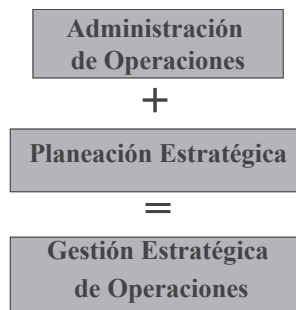 Administración
de Operaciones
+
Planeación Estratégica
=
Gestión Estratégica
de Operaciones